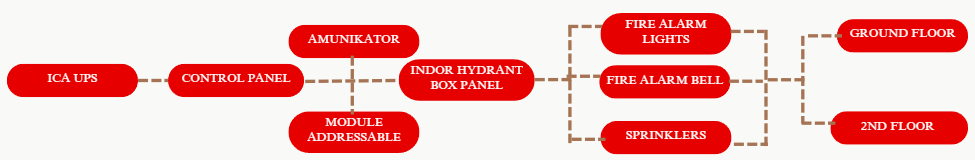 ICA UPS
CONTROL PANEL
AMUNIKATOR
MODULE
ADDRESSABLE
INDOR HYDRANT
BOX PANEL
FIRE ALARM
LIGHTS
FIRE ALARM BELL
SPRINKLERS
GROUND FLOOR
2ND FLOOR